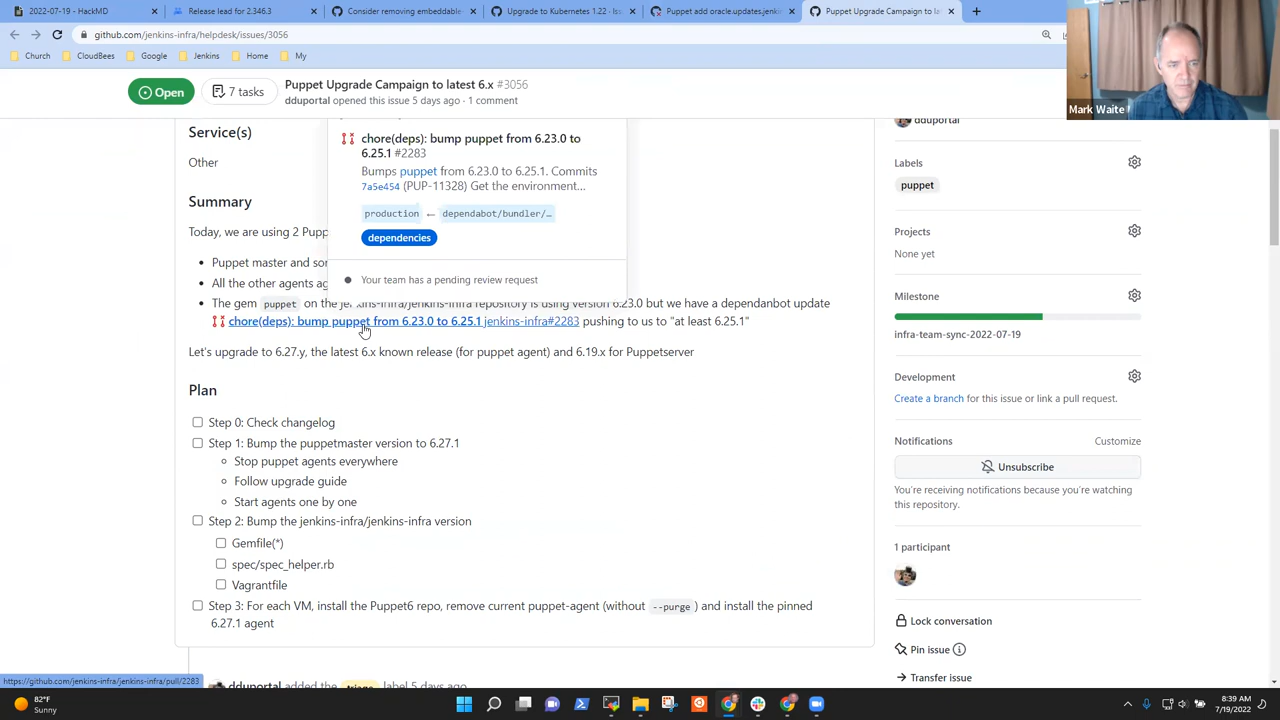 2022-07-19 - HackMD
Release lead for 2.346.3
Consider removing embeddable-
Upgrade to Kubernetes 1.22 · Iss
Puppet add oracle.updates.jenkin
Puppet Upgrade Campaign to lat
github.com/jenkins-infra/helpdesk/issues/3056
Church
CloudBees
Google
Jenkins
Home
My
Mark Waite
Open
7 tasks
Puppet Upgrade Campaign to latest 6.x #3056
dduportal opened this issue 5 days ago · 1 comment
Service(s)
Other
Summary
Today, we are using 2 Pupp
Puppet master and so
All the other agents a
The gem puppet on the jenkins-infra/jenkins-infra repository is using version 6.23.0 but we have a dependanbot update
chore(deps): bump puppet from 6.23.0 to 6.25.1 jenkins-infra#2283 pushing to us to "at least 6.25.1"
Let's upgrade to 6.27.y, the latest 6.x known release (for puppet agent) and 6.19.x for Puppetserver
chore(deps): bump puppet from 6.23.0 to
6.25.1 #2283
Bumps puppet from 6.23.0 to 6.25.1. Commits
7a5e454 (PUP-11328) Get the environment...
production ← dependabot/bundler/...
dependencies
Your team has a pending review request
Plan
Step 0: Check changelog
Step 1: Bump the puppetmaster version to 6.27.1
Stop puppet agents everywhere
Follow upgrade guide
Start agents one by one
Step 2: Bump the jenkins-infra/jenkins-infra version
Gemfile(*)
spec/spec_helper.rb
Vagrantfile
Step 3: For each VM, install the Puppet6 repo, remove current puppet-agent (without --purge ) and install the pinned
6.27.1 agent
dduportal added the triage label 5 days ago
dduportal
Labels
puppet
Projects
None yet
Milestone
infra-team-sync-2022-07-19
Development
Create a branch for this issue or link a pull request.
Notifications
Customize
Unsubscribe
You're receiving notifications because you're watching
this repository.
1 participant
Lock conversation
Pin issue
Transfer issue
https://github.com/jenkins-infra/jenkins-infra/pull/2283
82°F
Sunny
8:39 AM
7/19/2022